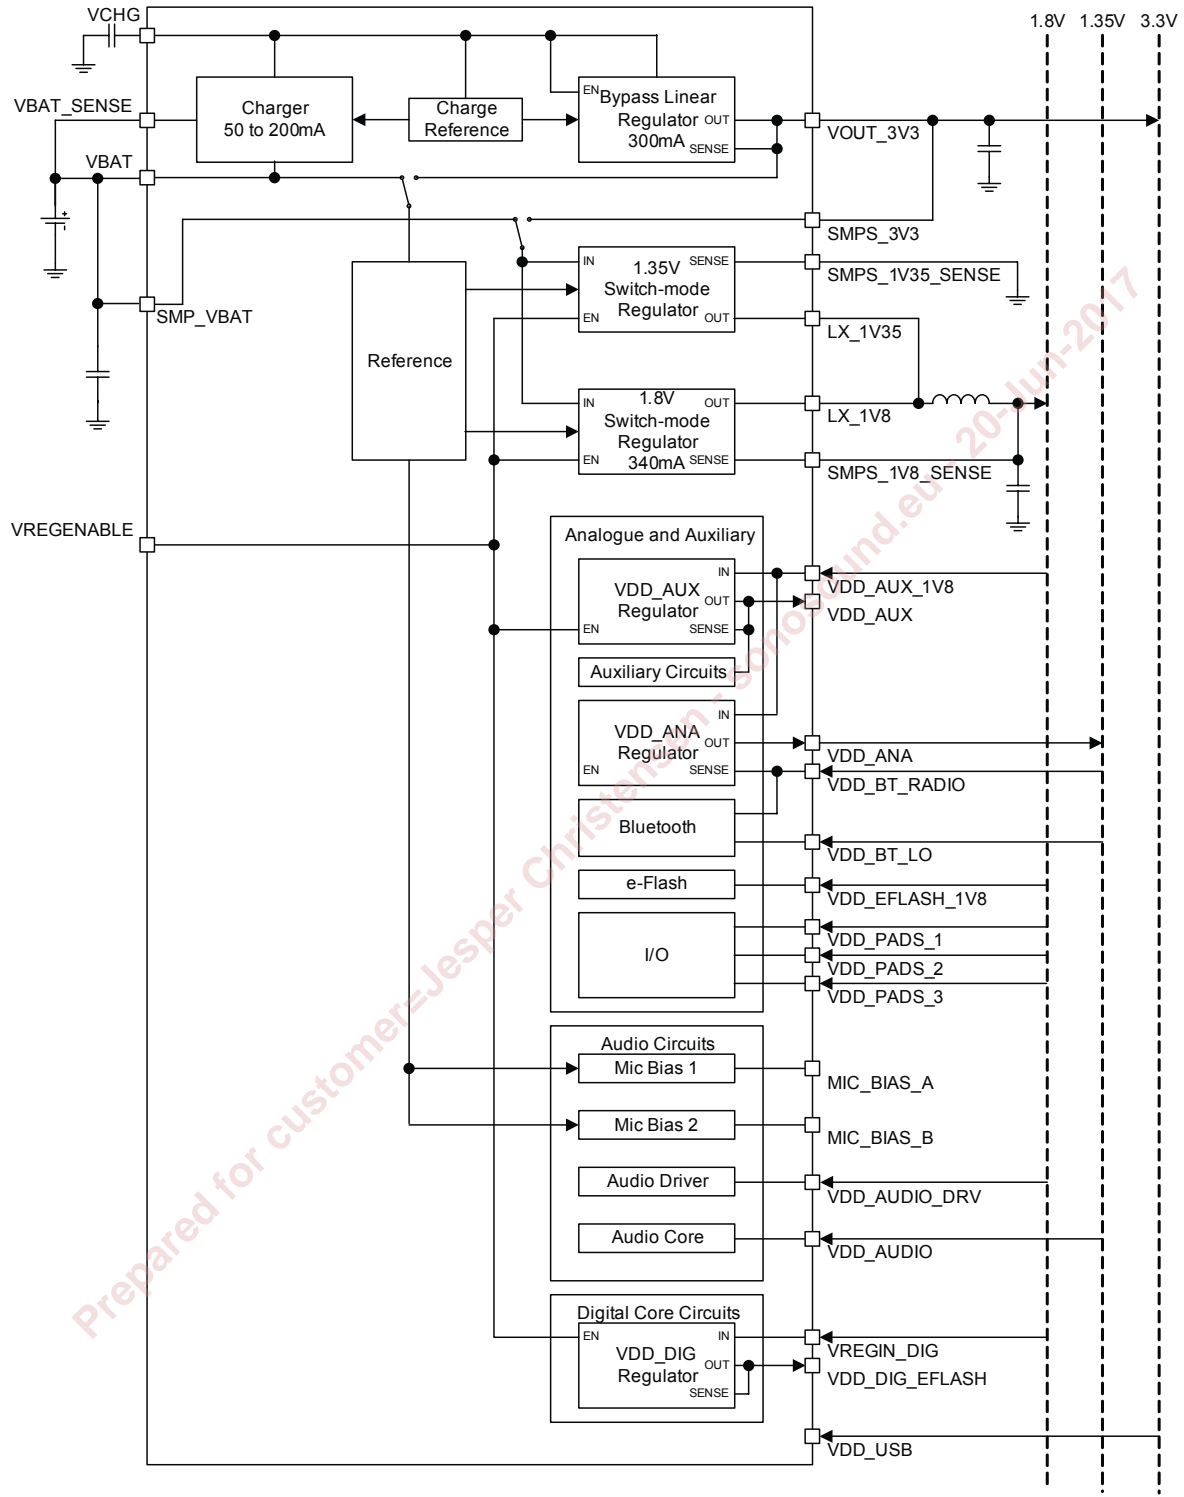 VCHG
1.8V 1.35V 3.3V
VBAT_SENSE
Charger
50 to 200mA
Charge
Reference
EN
Bypass Linear
Regulator
300mA
OUT
SENSE
VOUT_3V3
VBAT
+
-
SMPS_3V3
SMP_VBAT
Reference
IN
1.35V
Switch-mode
Regulator
SENSE
EN
OUT
SMPS_1V35_SENSE
LX_1V35
IN
1.8V
Switch-mode
Regulator
340mA
OUT
EN
SENSE
LX_1V8
SMPS_1V8_SENSE
VREGENABLE
Analogue and Auxiliary
IN
VDD_AUX
Regulator
OUT
EN
SENSE
VDD_AUX_1V8
VDD_AUX
Auxiliary Circuits
IN
VDD_ANA
Regulator
OUT
EN
SENSE
VDD_ANA
VDD_BT_RADIO
Bluetooth
VDD_BT_LO
e-Flash
VDD_EFLASH_1V8
I/O
VDD_PADS_1
VDD_PADS_2
VDD_PADS_3
Audio Circuits
Mic Bias 1
MIC_BIAS_A
Mic Bias 2
MIC_BIAS_B
Audio Driver
VDD_AUDIO_DRV
Audio Core
VDD_AUDIO
Digital Core Circuits
EN
IN
VDD_DIG
Regulator
OUT
SENSE
VREGIN_DIG
VDD_DIG_EFLASH
VDD_USB
Prepared for customer=Jesper Christensen - sonosound.eu - 20-Jun-2017